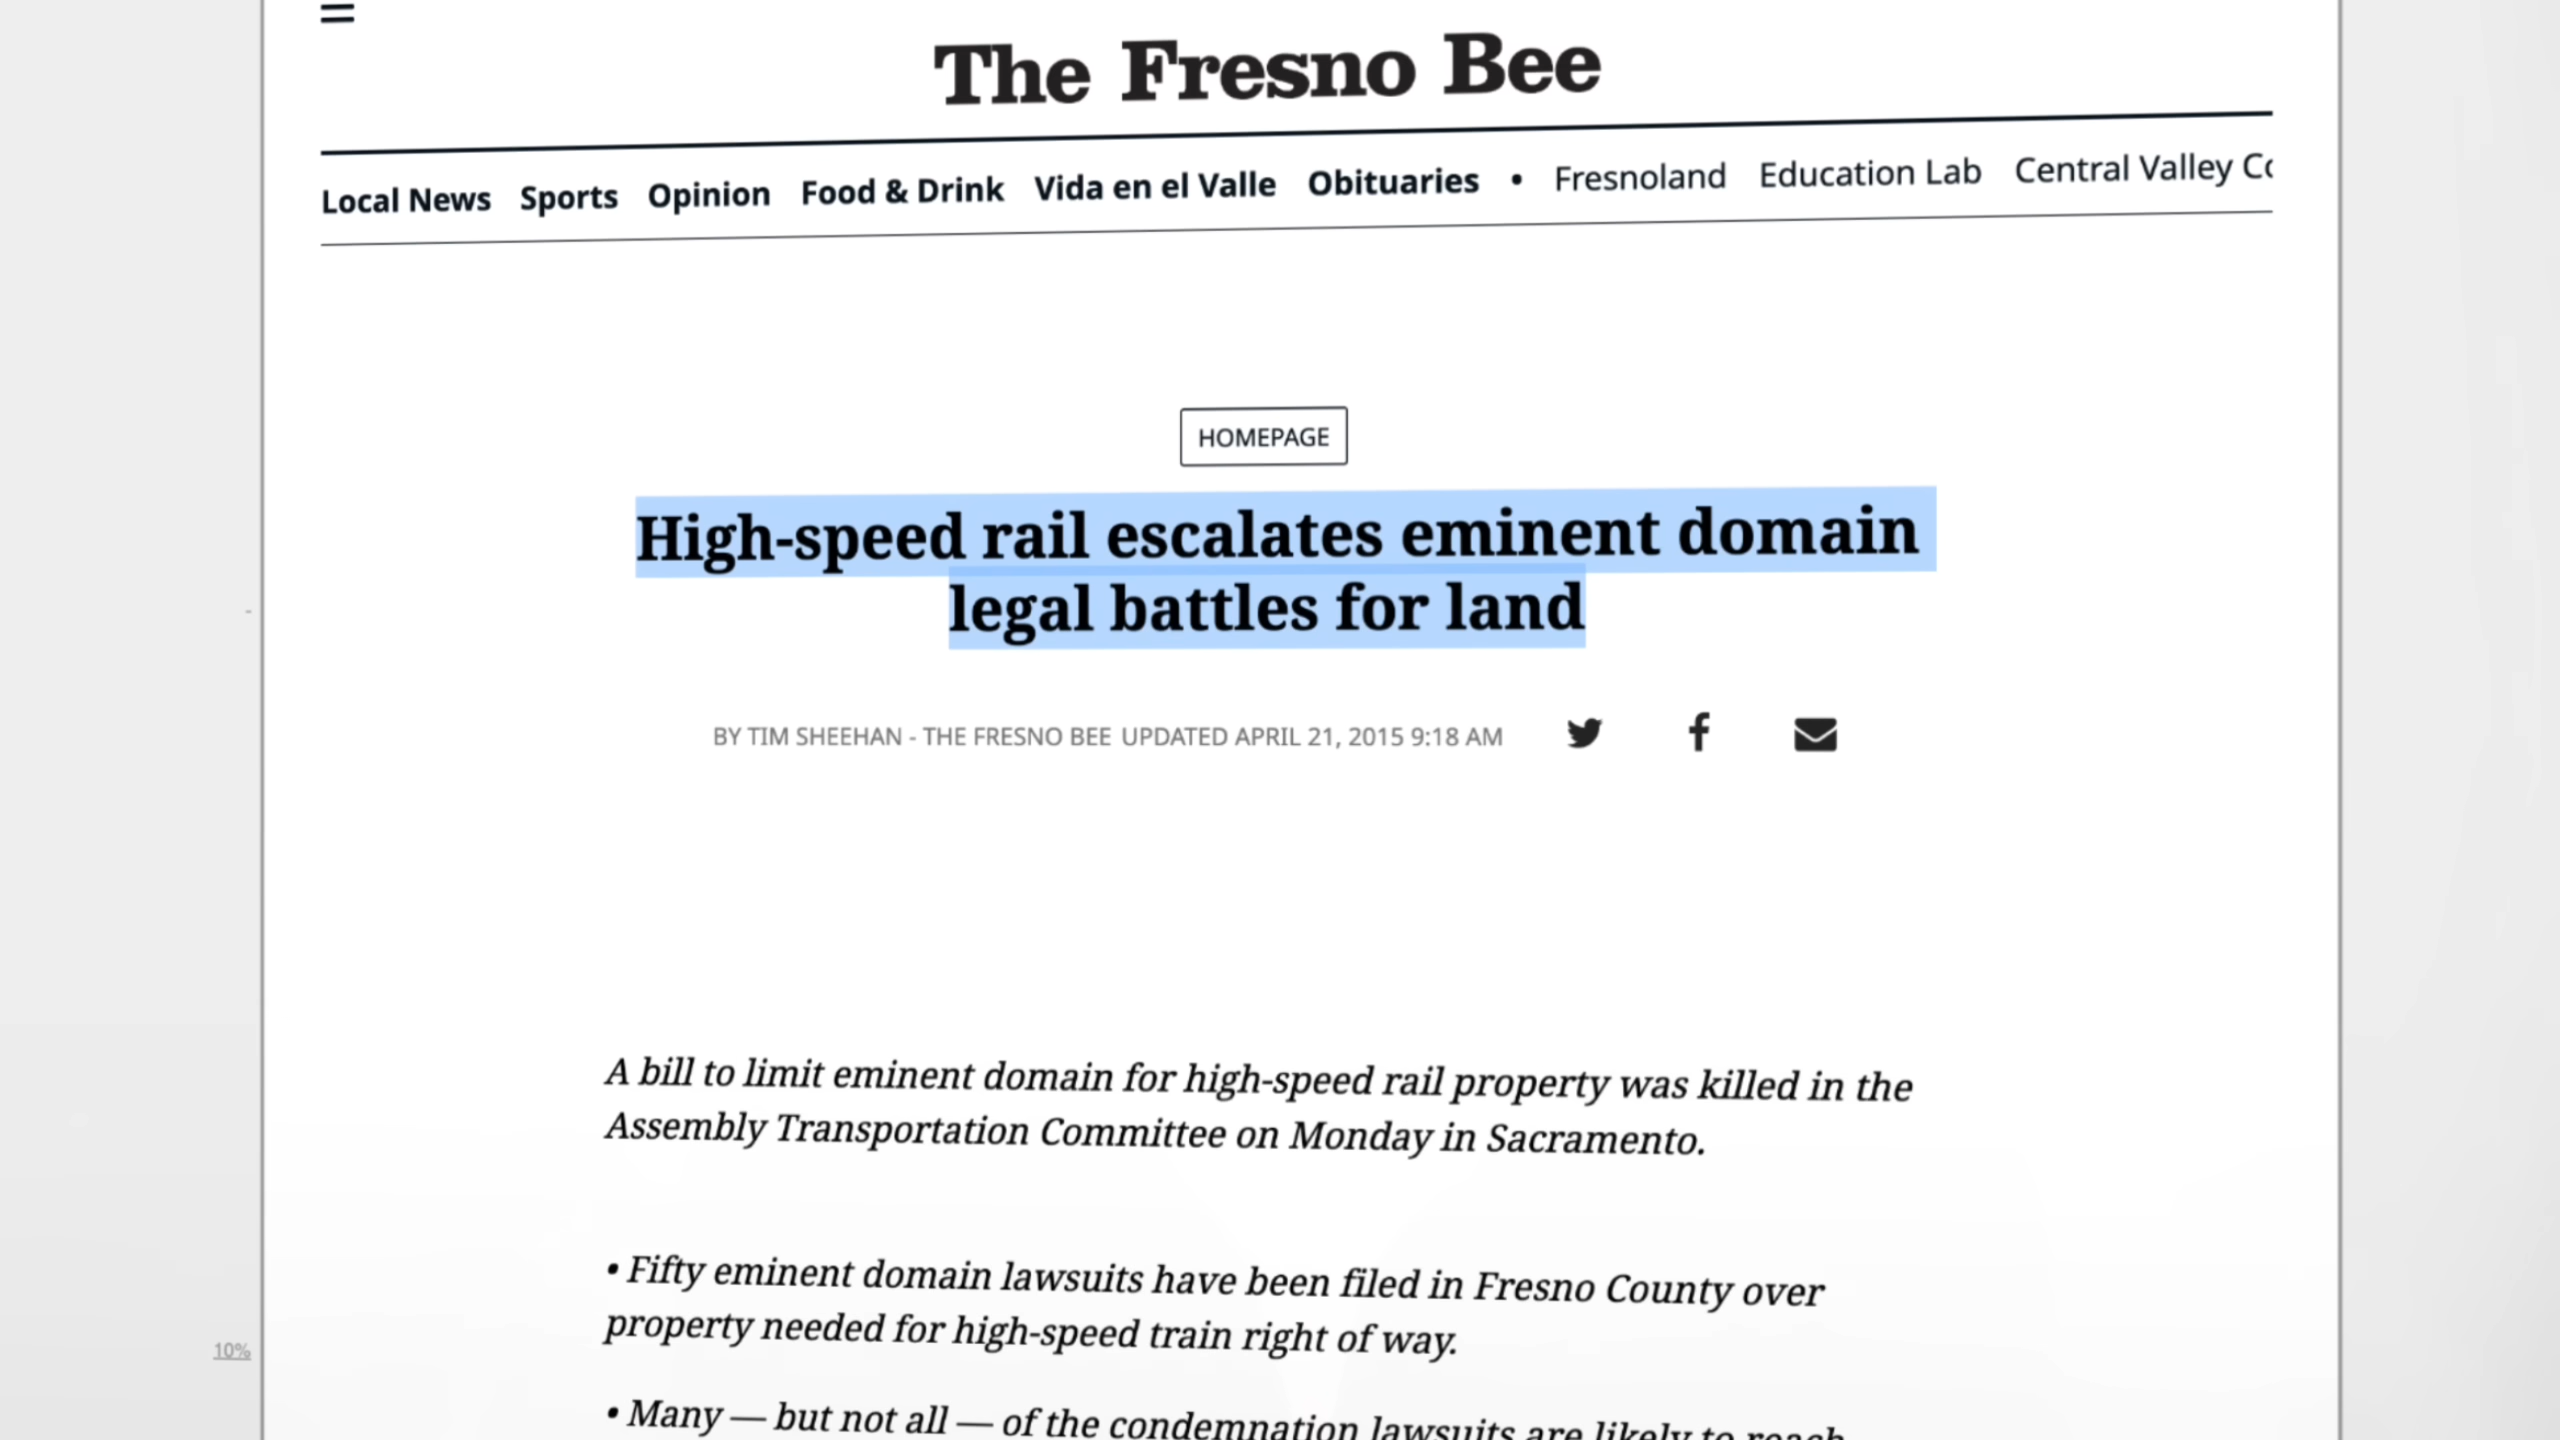 The Fresno Bee
Local News Sports Opinion Food & Drink Vida en el Valle Obituaries • Fresnoland Education Lab Central Valley Co
HOMEPAGE
High-speed rail escalates eminent domain
legal battles for land
BY TIM SHEEHAN - THE FRESNO BEE UPDATED APRIL 21, 2015 9:18 AM
A bill to limit eminent domain for high-speed rail property was killed in the
Assembly Transportation Committee on Monday in Sacramento.
-
• Fifty eminent domain lawsuits have been filed in Fresno County over
property needed for high-speed train right of way.
10%
• Many — but not all — of the condemnation lawsuits are likely to reach